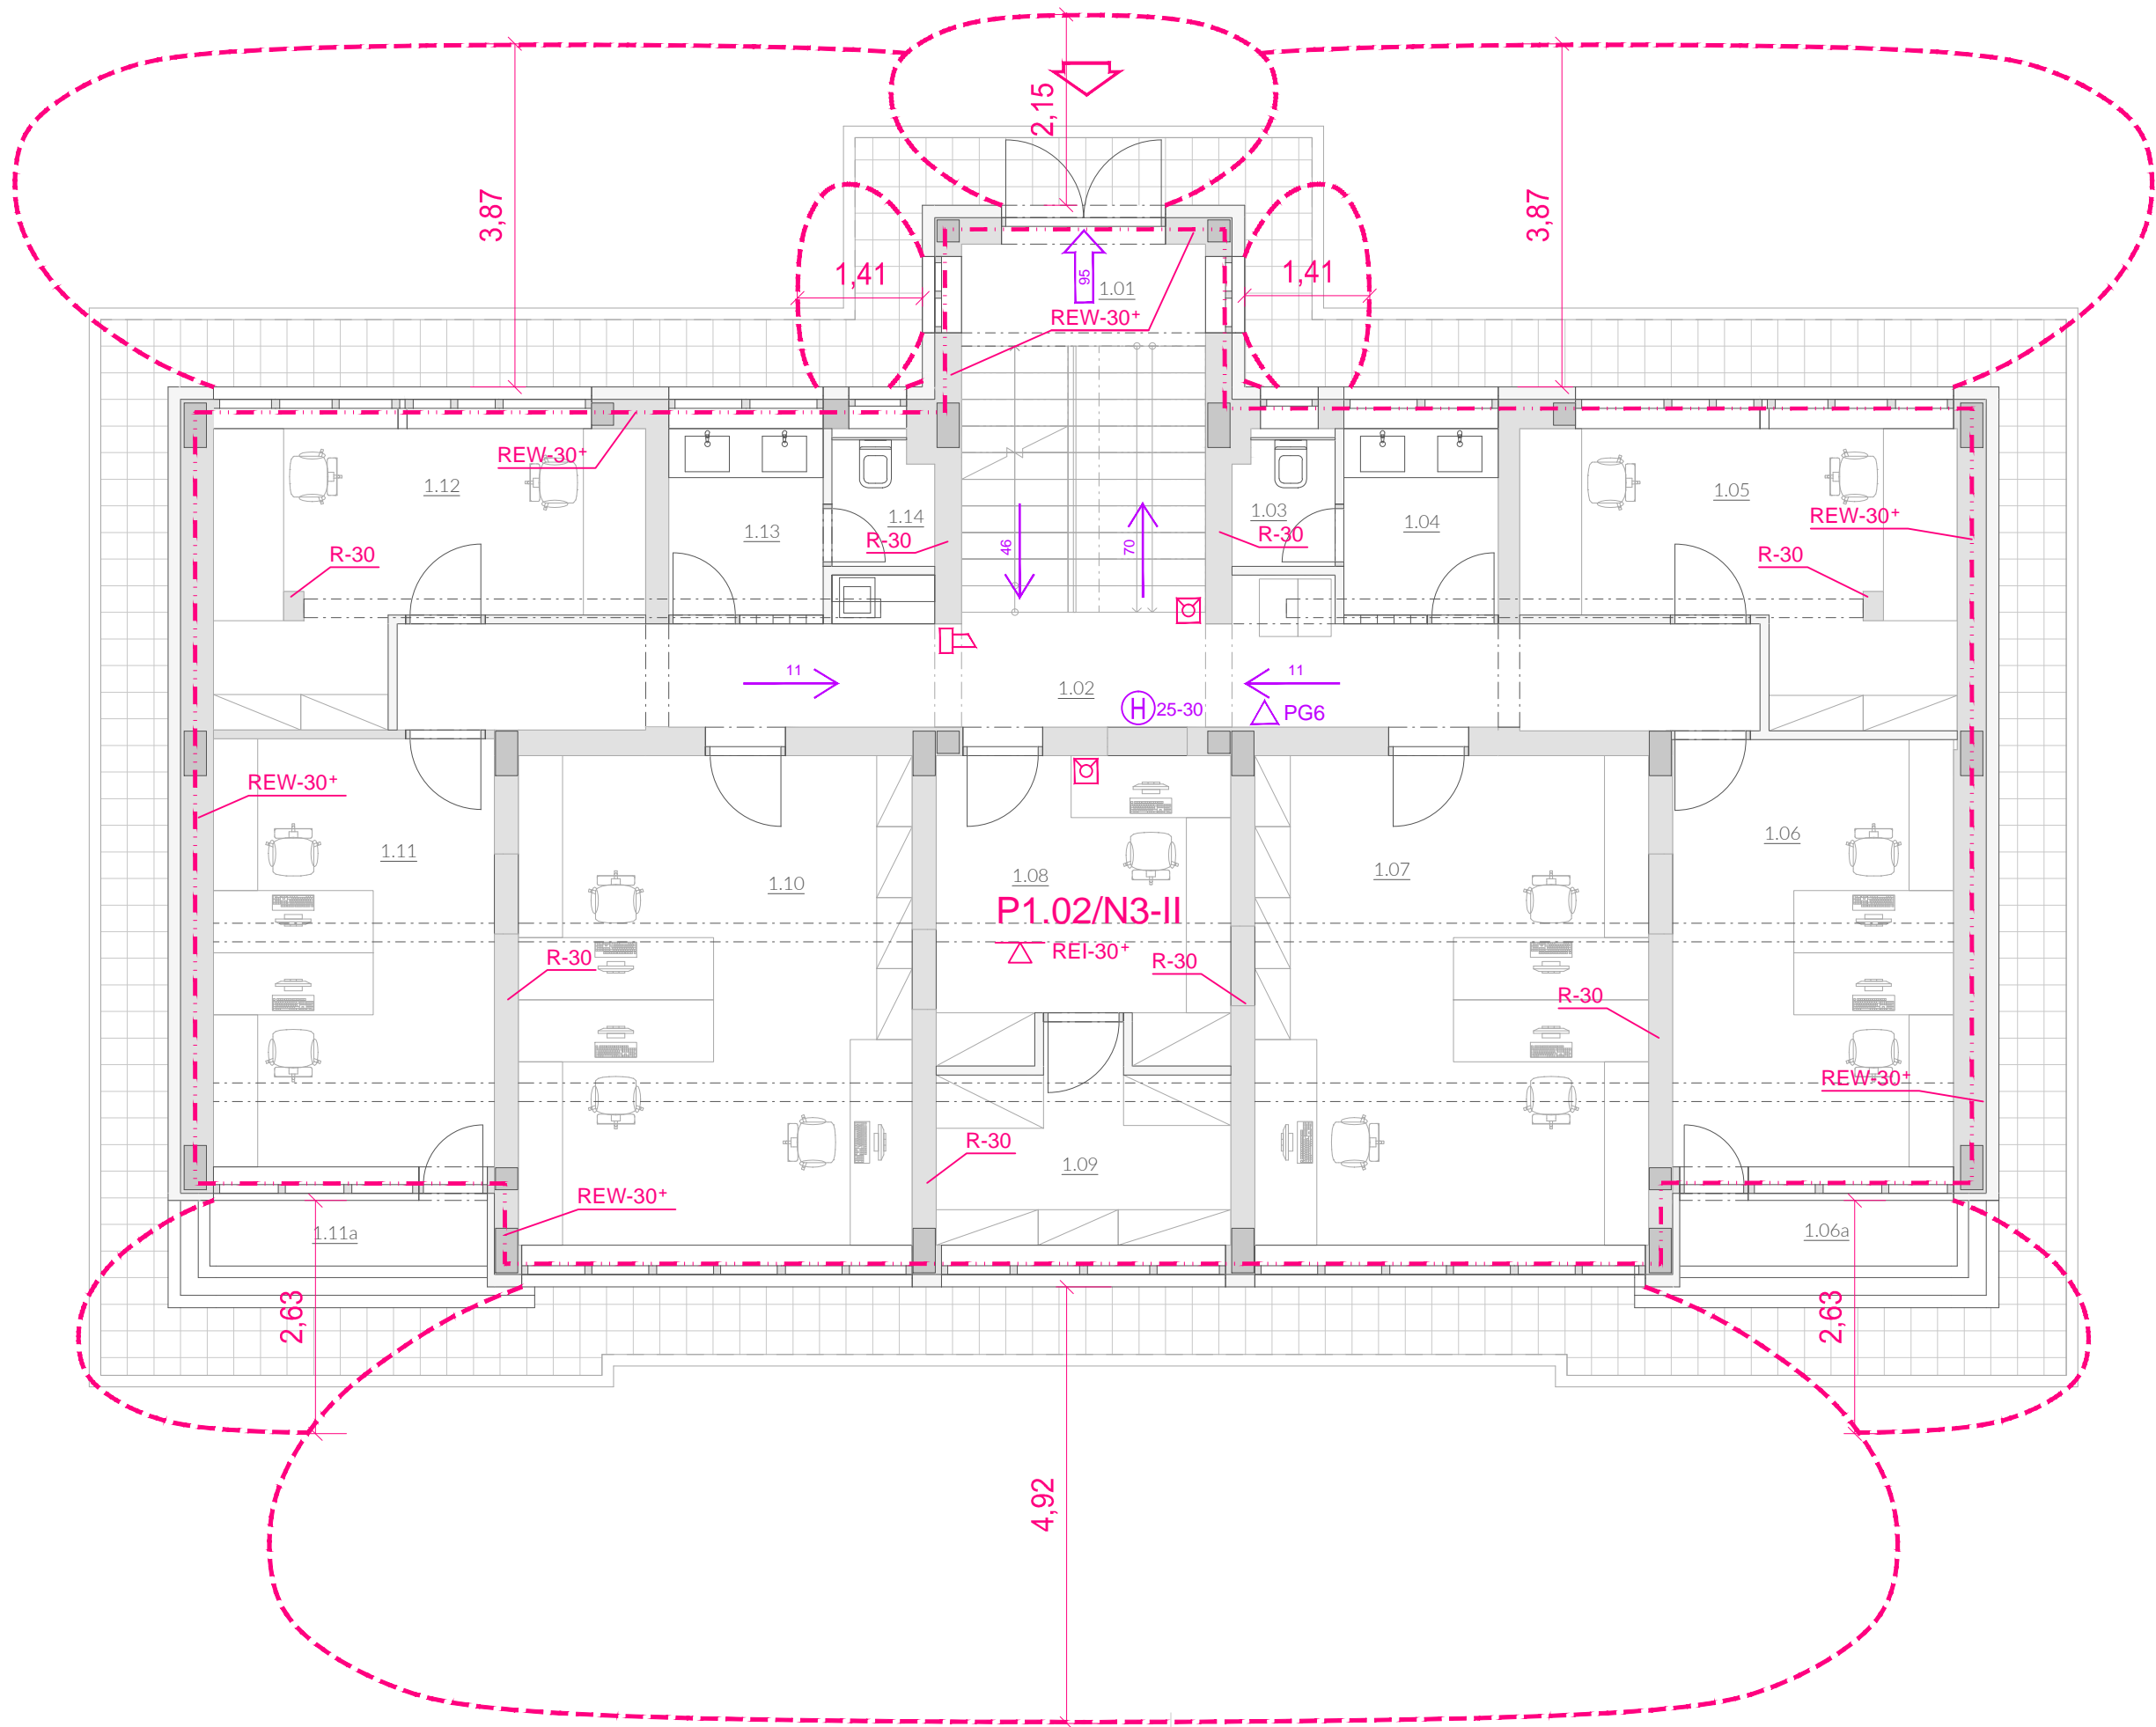 2,15
3,87
3,87
1,41
1,41
95
1.01
REW-30⁺
REW-30⁺
1.12
1.13
1.14
R-30
R-30
46
70
1.03
R-30
1.04
1.05
REW-30⁺
R-30
11
11
1.02
H
25-30
PG6
REW-30⁺
1.11
1.10
1.08
1.07
1.06
P1.02/N3-II
REI-30⁺
R-30
R-30
R-30
REW-30⁺
R-30
1.09
REW-30⁺
1.11a
1.06a
2,63
2,63
4,92